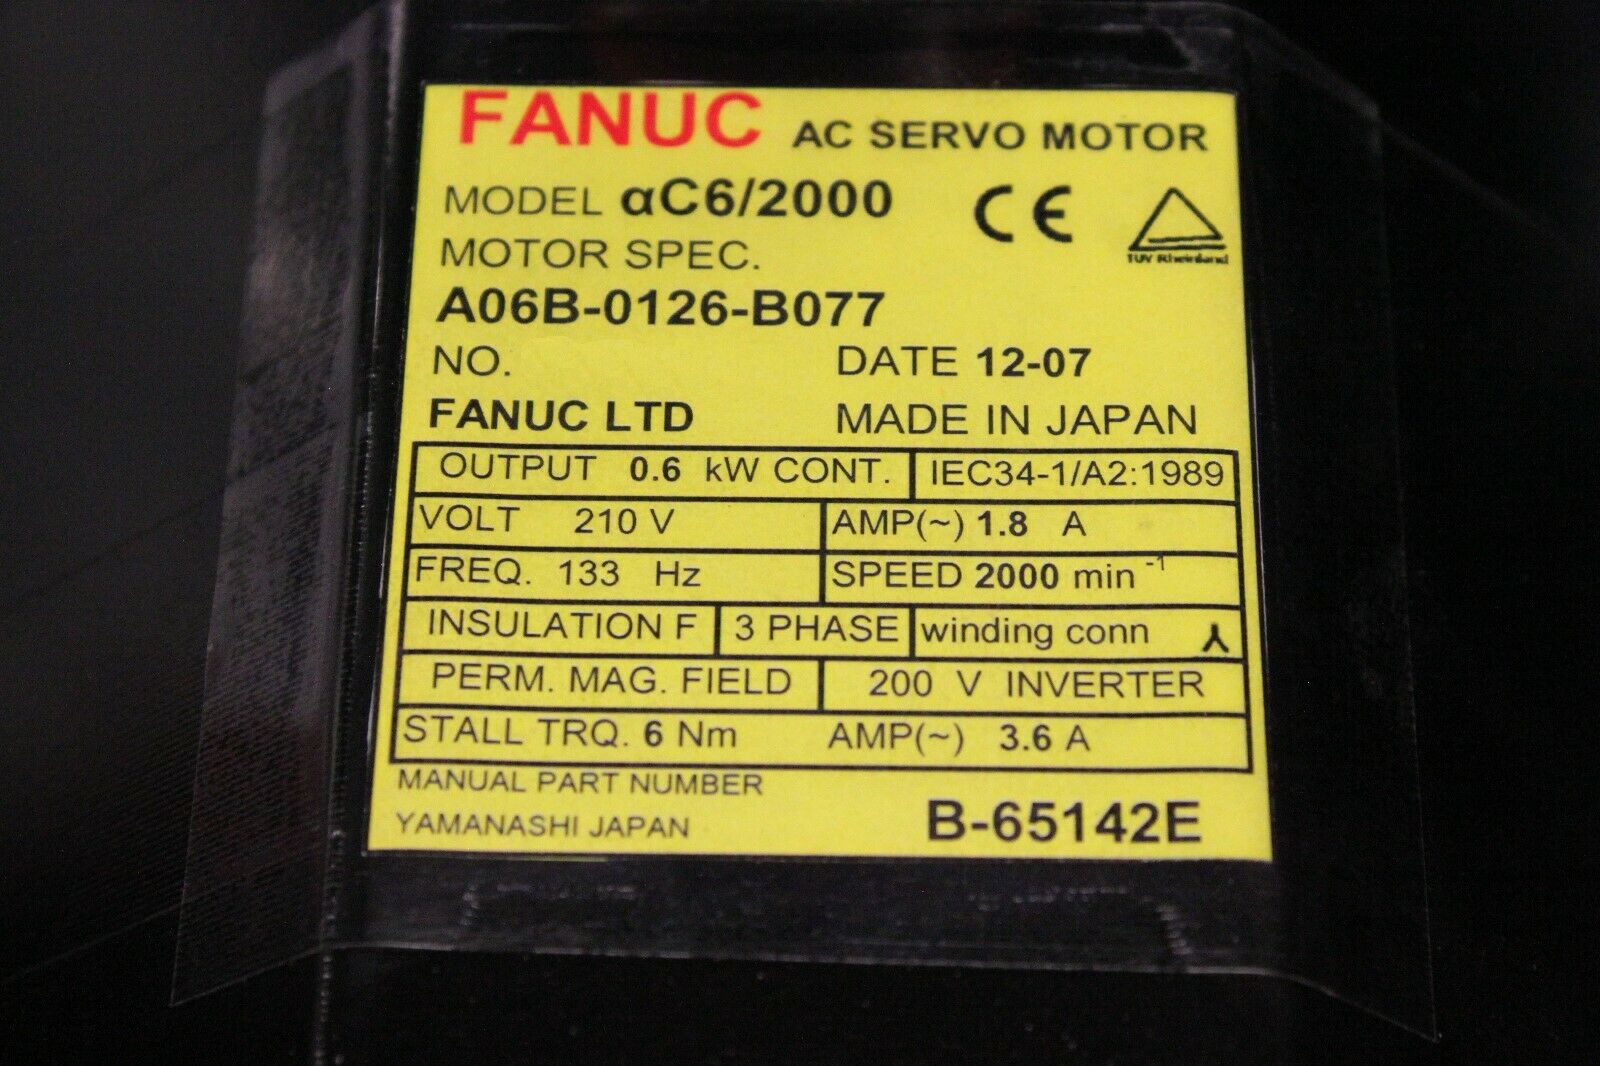 FANUC AC SERVO MOTOR
MODEL αC6/2000
CE
TUV Rheinland
MOTOR SPEC.
A06B-0126-B077
NO. DATE 12-07
FANUC LTD MADE IN JAPAN
OUTPUT 0.6 kW CONT. IEC34-1/A2:1989
VOLT 210 V AMP(~) 1.8 A
FREQ. 133 Hz SPEED 2000 min⁻¹
INSULATION F 3 PHASE winding conn
PERM. MAG. FIELD 200 V INVERTER
STALL TRQ. 6 Nm AMP(~) 3.6 A
MANUAL PART NUMBER
YAMANASHI JAPAN B-65142E